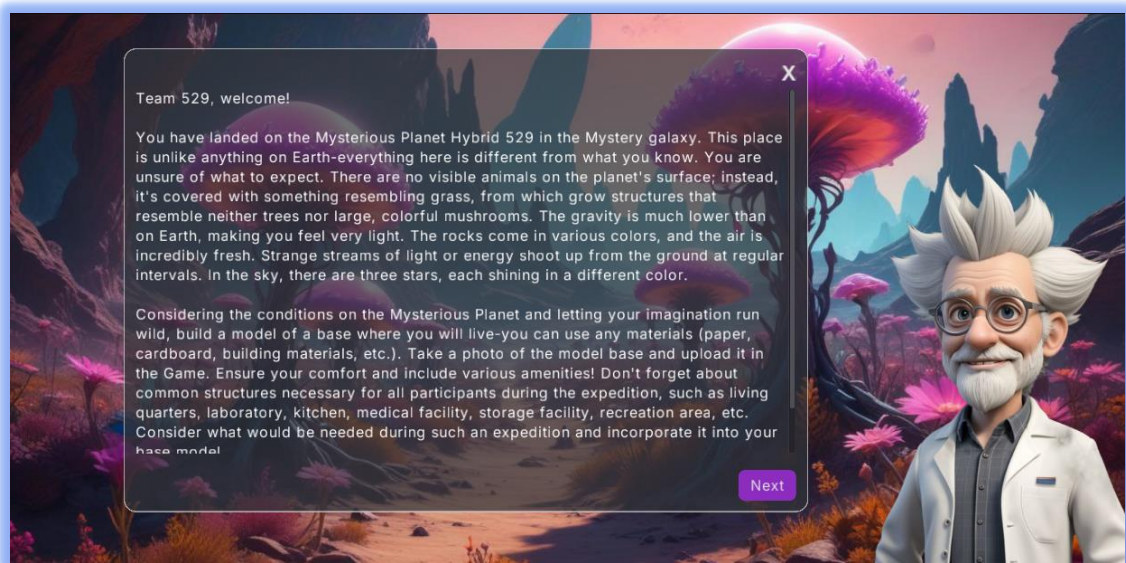 X
Team 529, welcome!
You have landed on the Mysterious Planet Hybrid 529 in the Mystery galaxy. This place
is unlike anything on Earth-everything here is different from what you know. You are
unsure of what to expect. There are no visible animals on the planet's surface; instead,
it's covered with something resembling grass, from which grow structures that
resemble neither trees nor large, colorful mushrooms. The gravity is much lower than
on Earth, making you feel very light. The rocks come in various colors, and the air is
incredibly fresh. Strange streams of light or energy shoot up from the ground at regular
intervals. In the sky, there are three stars, each shining in a different color.
Considering the conditions on the Mysterious Planet and letting your imagination run
wild, build a model of a base where you will live-you can use any materials (paper,
cardboard, building materials, etc.). Take a photo of the model base and upload it in
the Game. Ensure your comfort and include various amenities! Don't forget about
common structures necessary for all participants during the expedition, such as living
quarters, laboratory, kitchen, medical facility, storage facility, recreation area, etc.
Consider what would be needed during such an expedition and incorporate it into your
base model
Next